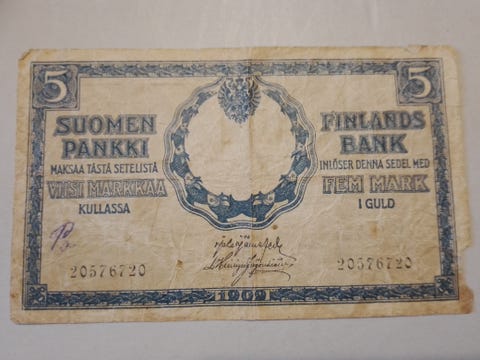 5
5
SUOMEN
PANKKI
MAKSAA TÄSTÄ SETELISTÄ
VIISI MARKKAA
KULLASSA
FINLANDS
BANK
INLÖSER DENNA SEDEL MED
FEM MARK
I GULD
20576720
20576720
1909